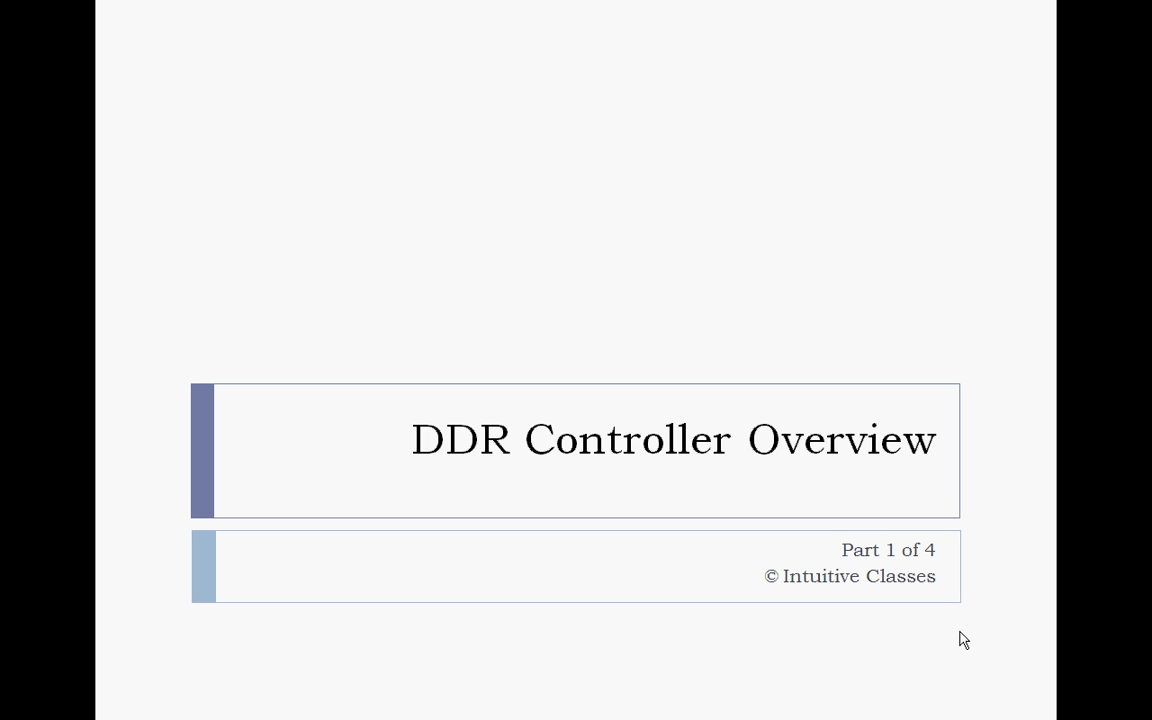 DDR Controller Overview
Part 1 of 4
© Intuitive Classes